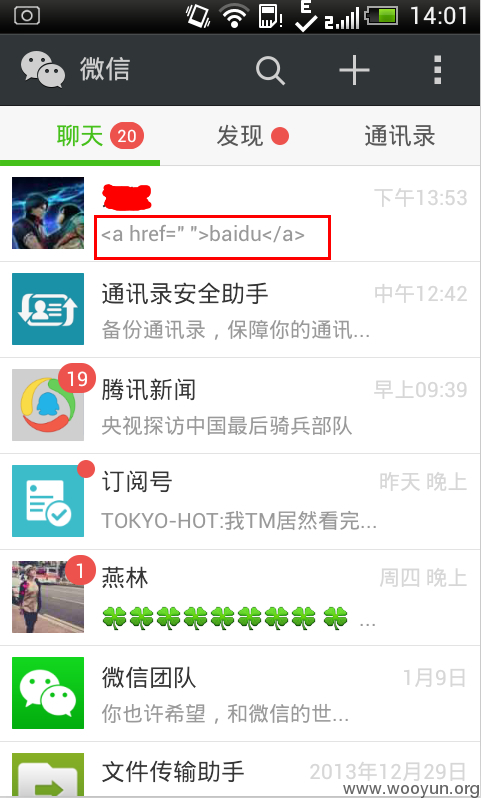 E
2
14:01
微信
聊天 20 发现 通讯录
下午13:53
<a href=" ">baidu</a>
通讯录安全助手 中午12:42
备份通讯录，保障你的通讯...
19
腾讯新闻 早上09:39
央视探访中国最后骑兵部队
订阅号 昨天 晚上
TOKYO-HOT:我TM居然看完...
1
燕林 周四 晚上
...
微信团队 1月9日
你也许希望，和微信的世...
文件传输助手 2013年12月29日
www.wooyun.org